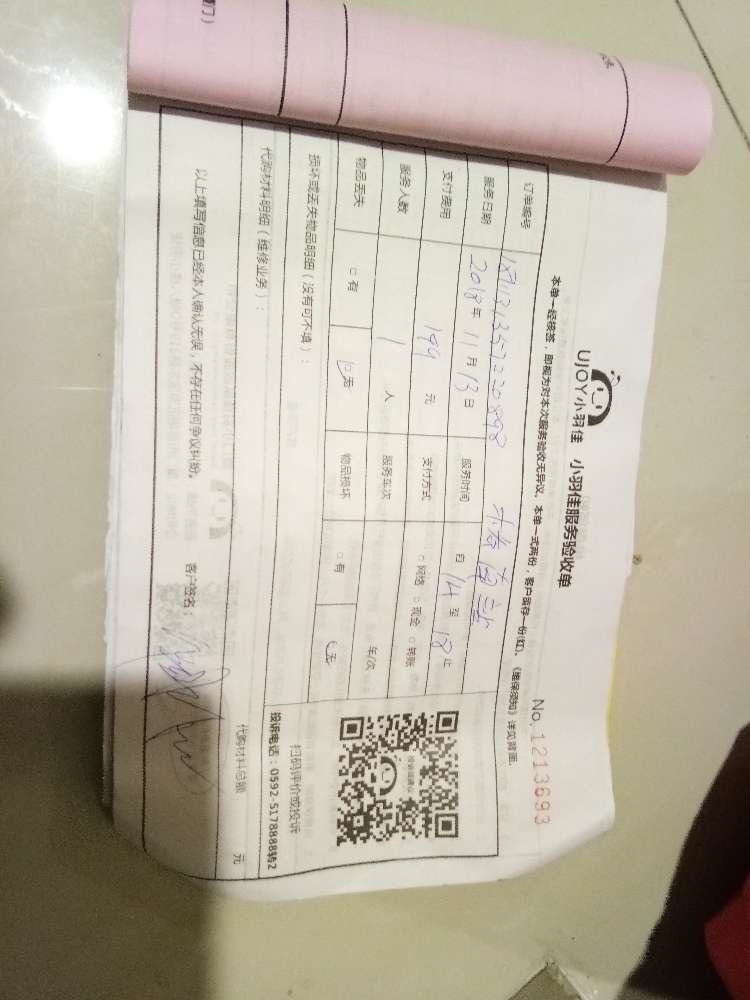 UJOY小羽佳 小羽佳服务验收单
No.1213693
本单一经接签，即视为对本次服务验收无异议。本单一式两份，客户留存一份(红)。《维保须知》详见背面.
订单编号
服务日期 2018年 11月 13日 服务时间 自 14 至 18 止
支付费用 199 元 支付方式 □ 网络 □ 现金 □ 转账
服务人数 1 人 服务车次 车/次
物品丢失 □ 有 □ 无 物品损坏 □ 有 □ 无
损坏或丢失物品明细（没有可不填）：
扫码评价或投诉
投诉电话：0592-5178888转2
代购材料明细（维修业务）：
代购材料总额 元
以上填写信息已经本人确认无误，不存在任何争议纠纷。 客户签名：